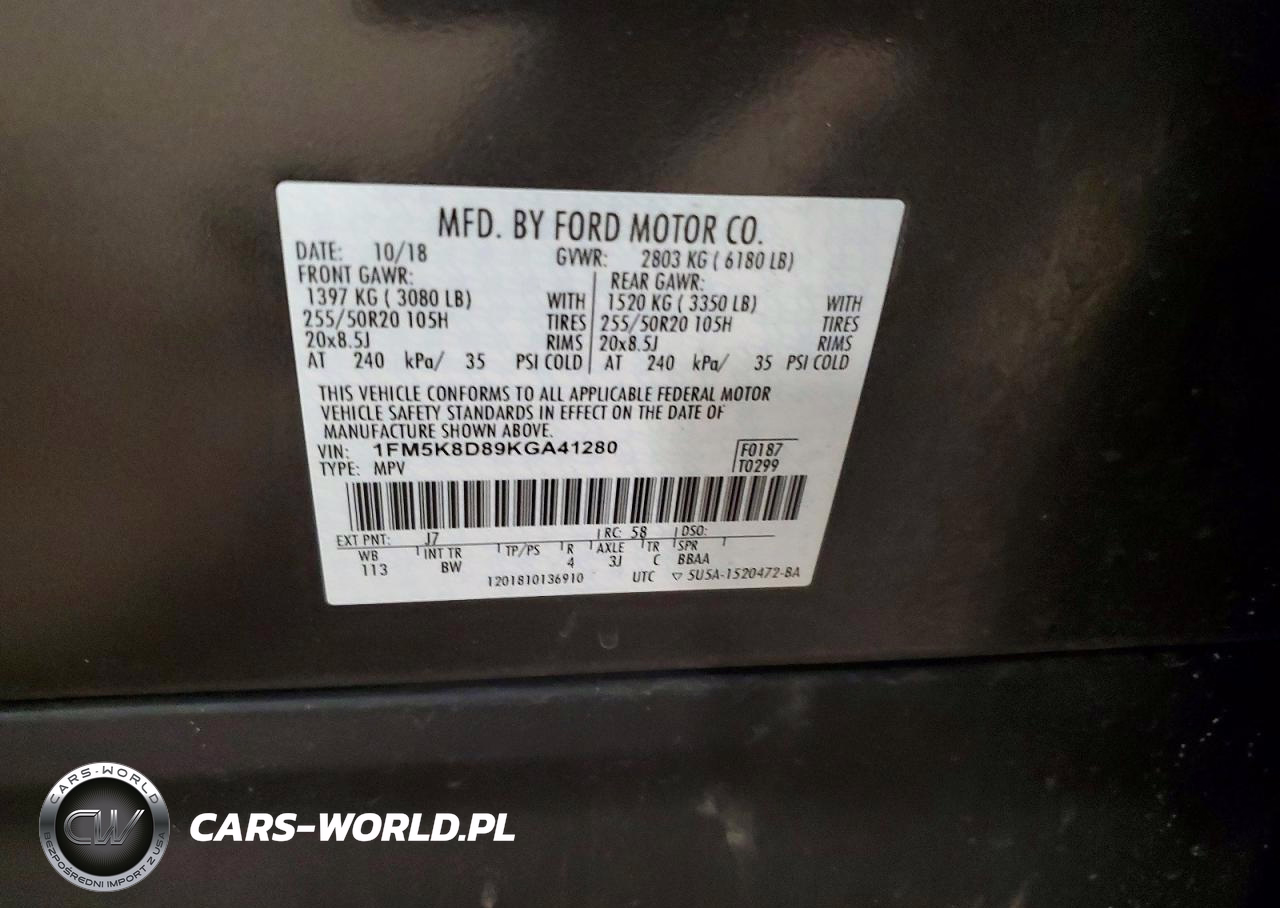 MFD. BY FORD MOTOR CO.
DATE: 10/18 GVWR: 2803 KG ( 6180 LB)
FRONT GAWR: REAR GAWR:
1397 KG ( 3080 LB) WITH 1520 KG ( 3350 LB) WITH
255/50R20 105H TIRES 255/50R20 105H TIRES
20x8.5J RIMS 20x8.5J RIMS
AT 240 kPa/ 35 PSI COLD AT 240 kPa/ 35 PSI COLD
THIS VEHICLE CONFORMS TO ALL APPLICABLE FEDERAL MOTOR
VEHICLE SAFETY STANDARDS IN EFFECT ON THE DATE OF
MANUFACTURE SHOWN ABOVE.
VIN: 1FM5K8D89KGA41280 F0187
TYPE: MPV T0299
EXT PNT: J7 RC: 58 DSO:
WB INT TR TP/PS R AXLE TR SPR
113 BW 4 3J C BBAA
1201810136910 UTC ▽ 5U5A-1520472-BA
CARS-WORLD
CW
BEZPOŚREDNI IMPORT Z USA
CARS-WORLD.PL